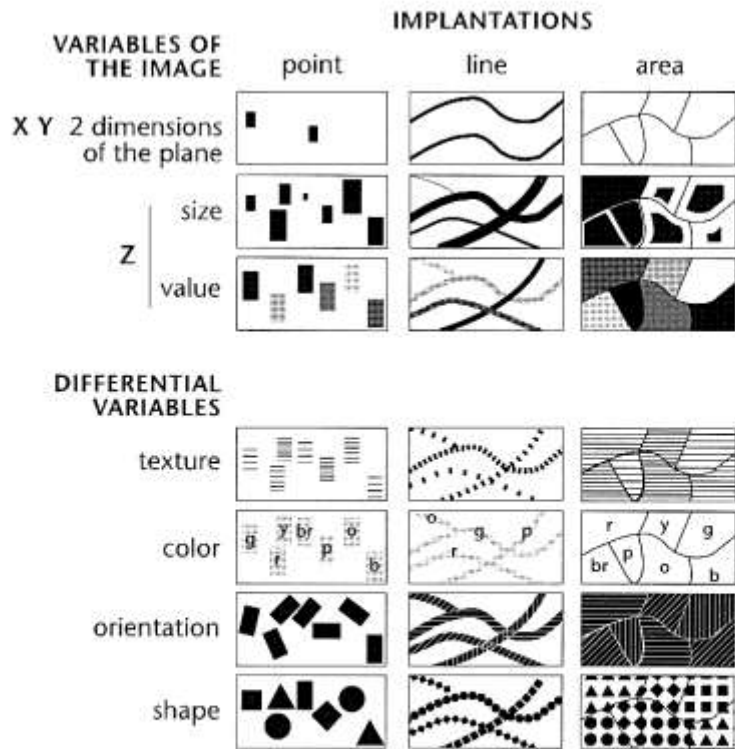 IMPLANTATIONS
VARIABLES OF
THE IMAGE
point line area
X Y 2 dimensions
of the plane
size
Z
value
DIFFERENTIAL
VARIABLES
texture
color
g y br r p o b
o g p r
r y g br p o b
orientation
shape